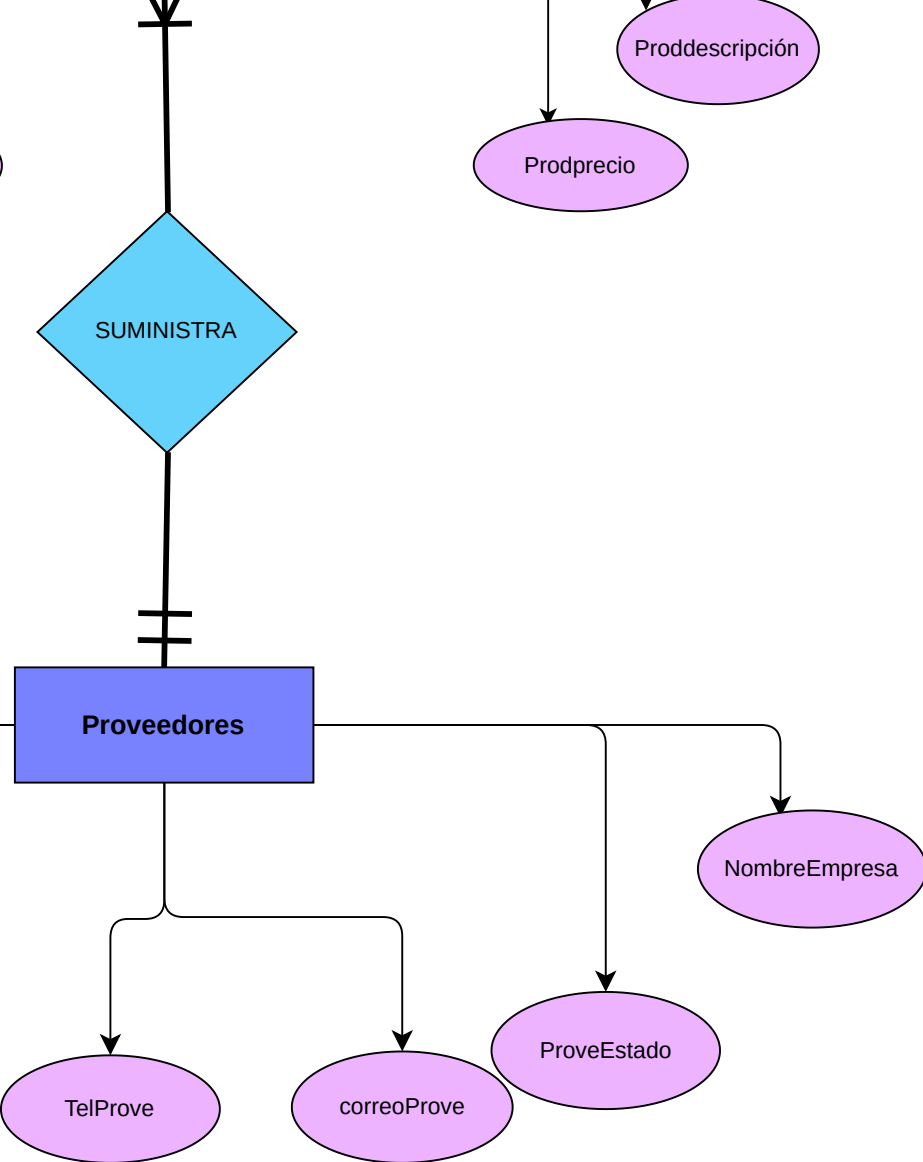 Proddescripción
Prodprecio
SUMINISTRA
Proveedores
NombreEmpresa
ProveEstado
TelProve
correoProve